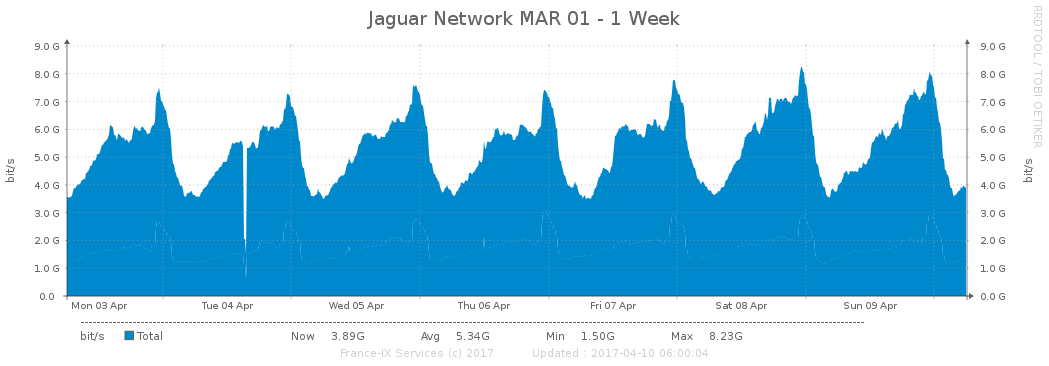 Jaguar Network MAR 01 - 1 Week
RRDTOOL / TOBI OETIKER
9.0 G 9.0 G
8.0 G 8.0 G
7.0 G 7.0 G
6.0 G 6.0 G
5.0 G 5.0 G
4.0 G 4.0 G
3.0 G 3.0 G
2.0 G 2.0 G
1.0 G 1.0 G
0.0 0.0 G
bit/s
bit/s
Mon 03 Apr Tue 04 Apr Wed 05 Apr Thu 06 Apr Fri 07 Apr Sat 08 Apr Sun 09 Apr
bit/s Total Now 3.89G Avg 5.34G Min 1.50G Max 8.23G
France-IX Services (c) 2017 Updated : 2017-04-10 06:00:04